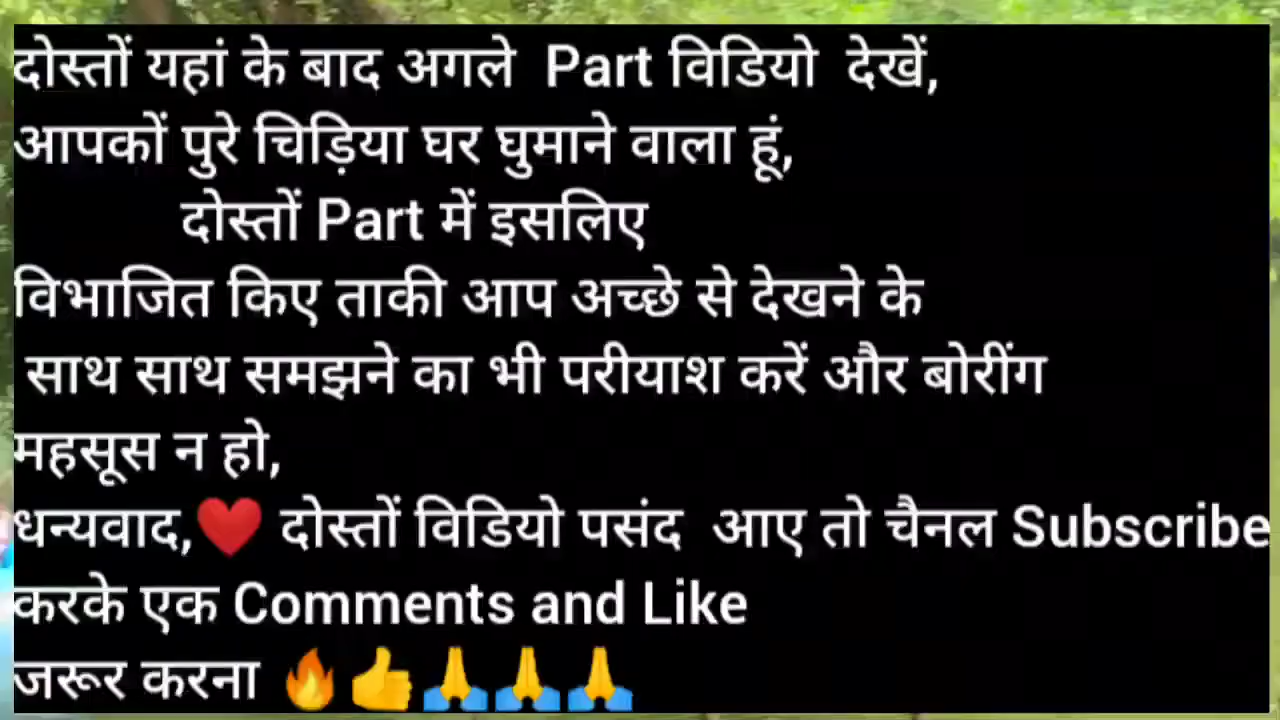 दोस्तों यहां के बाद अगले Part विडियो देखें,
आपकों पुरे चिड़िया घर घुमाने वाला हूं,
दोस्तों Part में इसलिए
विभाजित किए ताकी आप अच्छे से देखने के
साथ साथ समझने का भी परीयाश करें और बोरींग
महसूस न हो,
धन्यवाद,❤️ दोस्तों विडियो पसंद आए तो चैनल Subscribe
करके एक Comments and Like
जरूर करना 🔥👍🙏🙏🙏